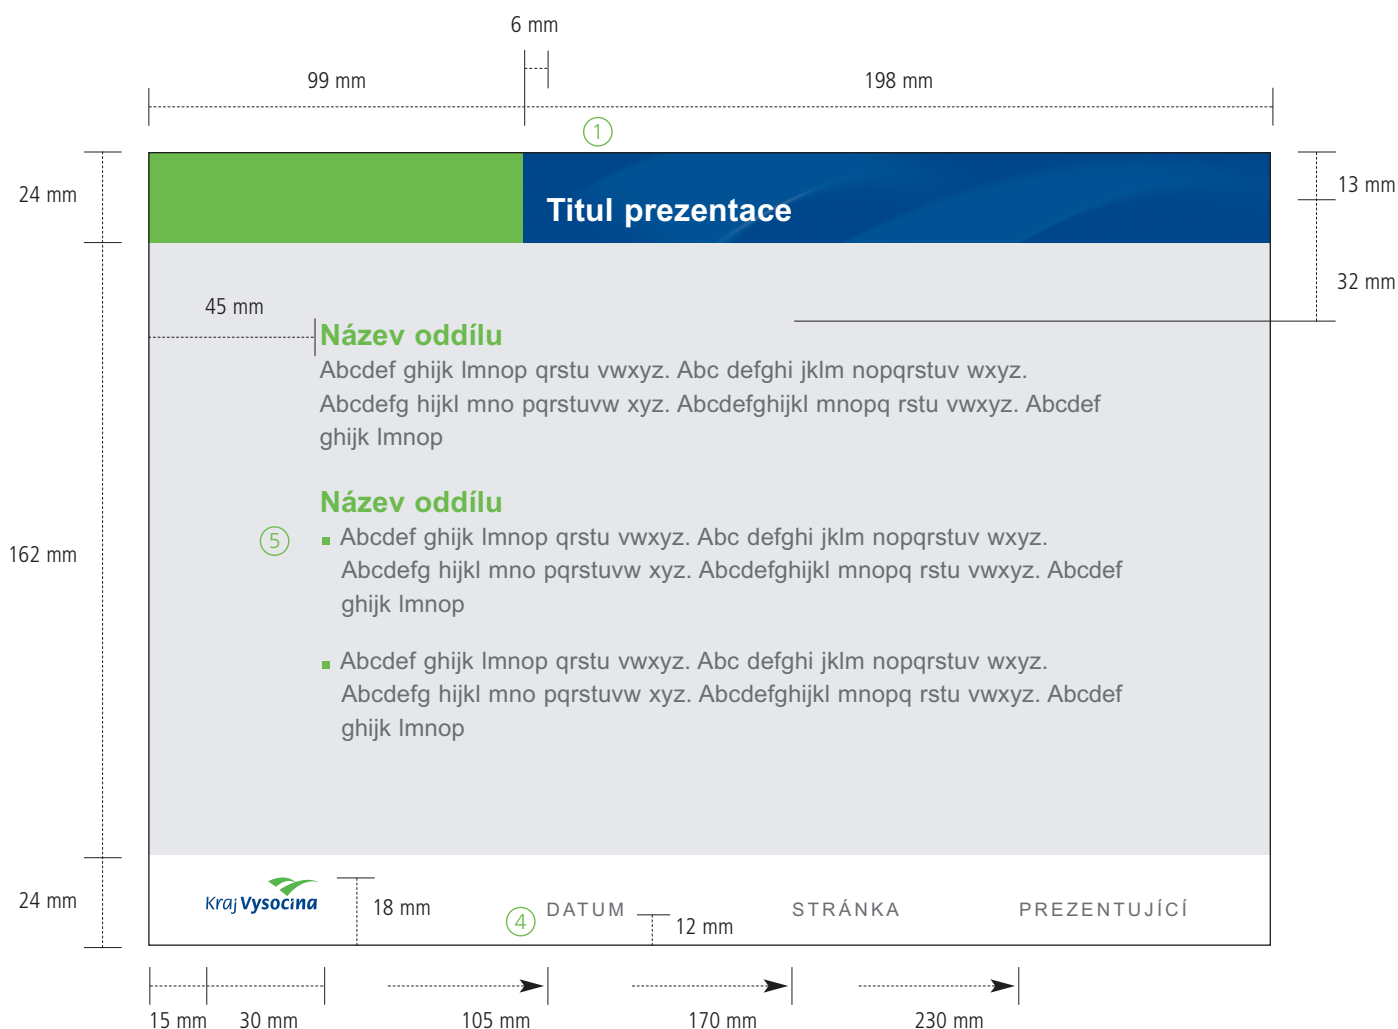 6 mm
99 mm
198 mm
1
24 mm
13 mm
Titul prezentace
32 mm
45 mm
Název oddílu
Abcdef ghijk lmnop qrstu vwxyz. Abc defghi jklm nopqrstuv wxyz.
Abcdefg hijkl mno pqrstuvw xyz. Abcdefghijkl mnopq rstu vwxyz. Abcdef
ghijk lmnop
Název oddílu
5
Abcdef ghijk lmnop qrstu vwxyz. Abc defghi jklm nopqrstuv wxyz.
Abcdefg hijkl mno pqrstuvw xyz. Abcdefghijkl mnopq rstu vwxyz. Abcdef
ghijk lmnop
162 mm
Abcdef ghijk lmnop qrstu vwxyz. Abc defghi jklm nopqrstuv wxyz.
Abcdefg hijkl mno pqrstuvw xyz. Abcdefghijkl mnopq rstu vwxyz. Abcdef
ghijk lmnop
24 mm
Kraj Vysočina
18 mm
4
DATUM
12 mm
STRÁNKA
PREZENTUJÍCÍ
15 mm
30 mm
105 mm
170 mm
230 mm